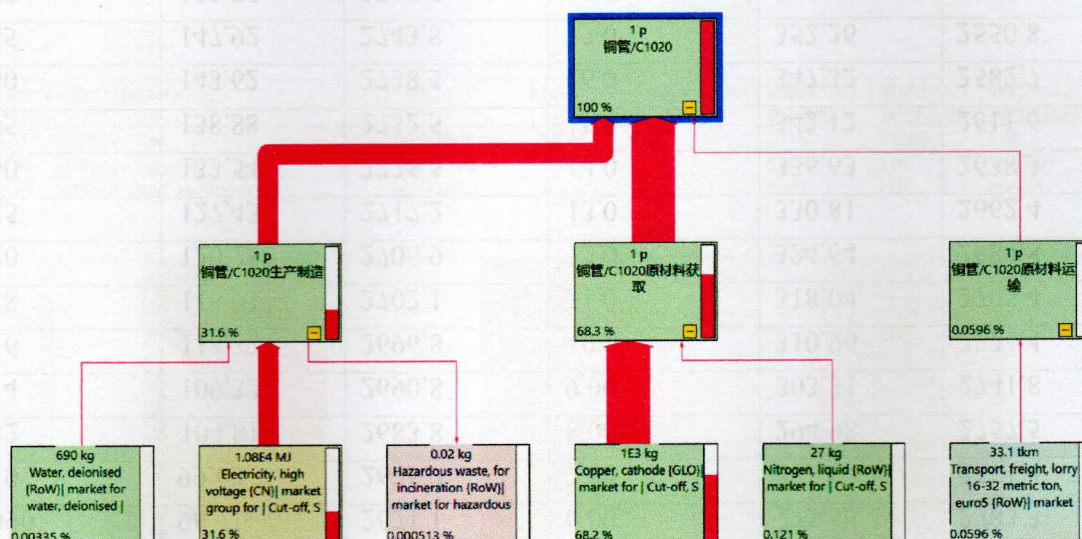 1 p
铜管/C1020
100 %
1 p
铜管/C1020生产制造
31.6 %
1 p
铜管/C1020原材料获
取
68.3 %
1 p
铜管/C1020原材料运
输
0.0596 %
690 kg
Water, deionised
{RoW}| market for
water, deionised |
0.00335 %
1.08E4 MJ
Electricity, high
voltage {CN}| market
group for | Cut-off, S
31.6 %
0.02 kg
Hazardous waste, for
incineration {RoW}|
market for hazardous
0.000513 %
1E3 kg
Copper, cathode {GLO}|
market for | Cut-off, S
68.2 %
27 kg
Nitrogen, liquid {RoW}|
market for | Cut-off, S
0.121 %
33.1 tkm
Transport, freight, lorry
16-32 metric ton,
euro5 {RoW}| market
0.0596 %